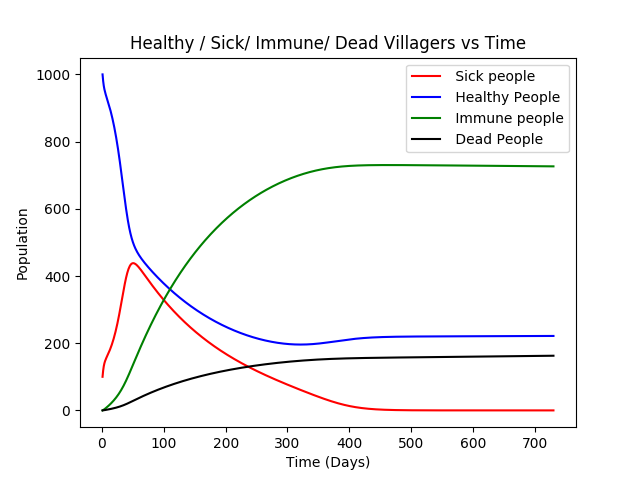 Healthy / Sick/ Immune/ Dead Villagers vs Time
Sick people
Healthy People
Immune people
Dead People
1000
800
600
400
200
0
Population
0 100 200 300 400 500 600 700
Time (Days)